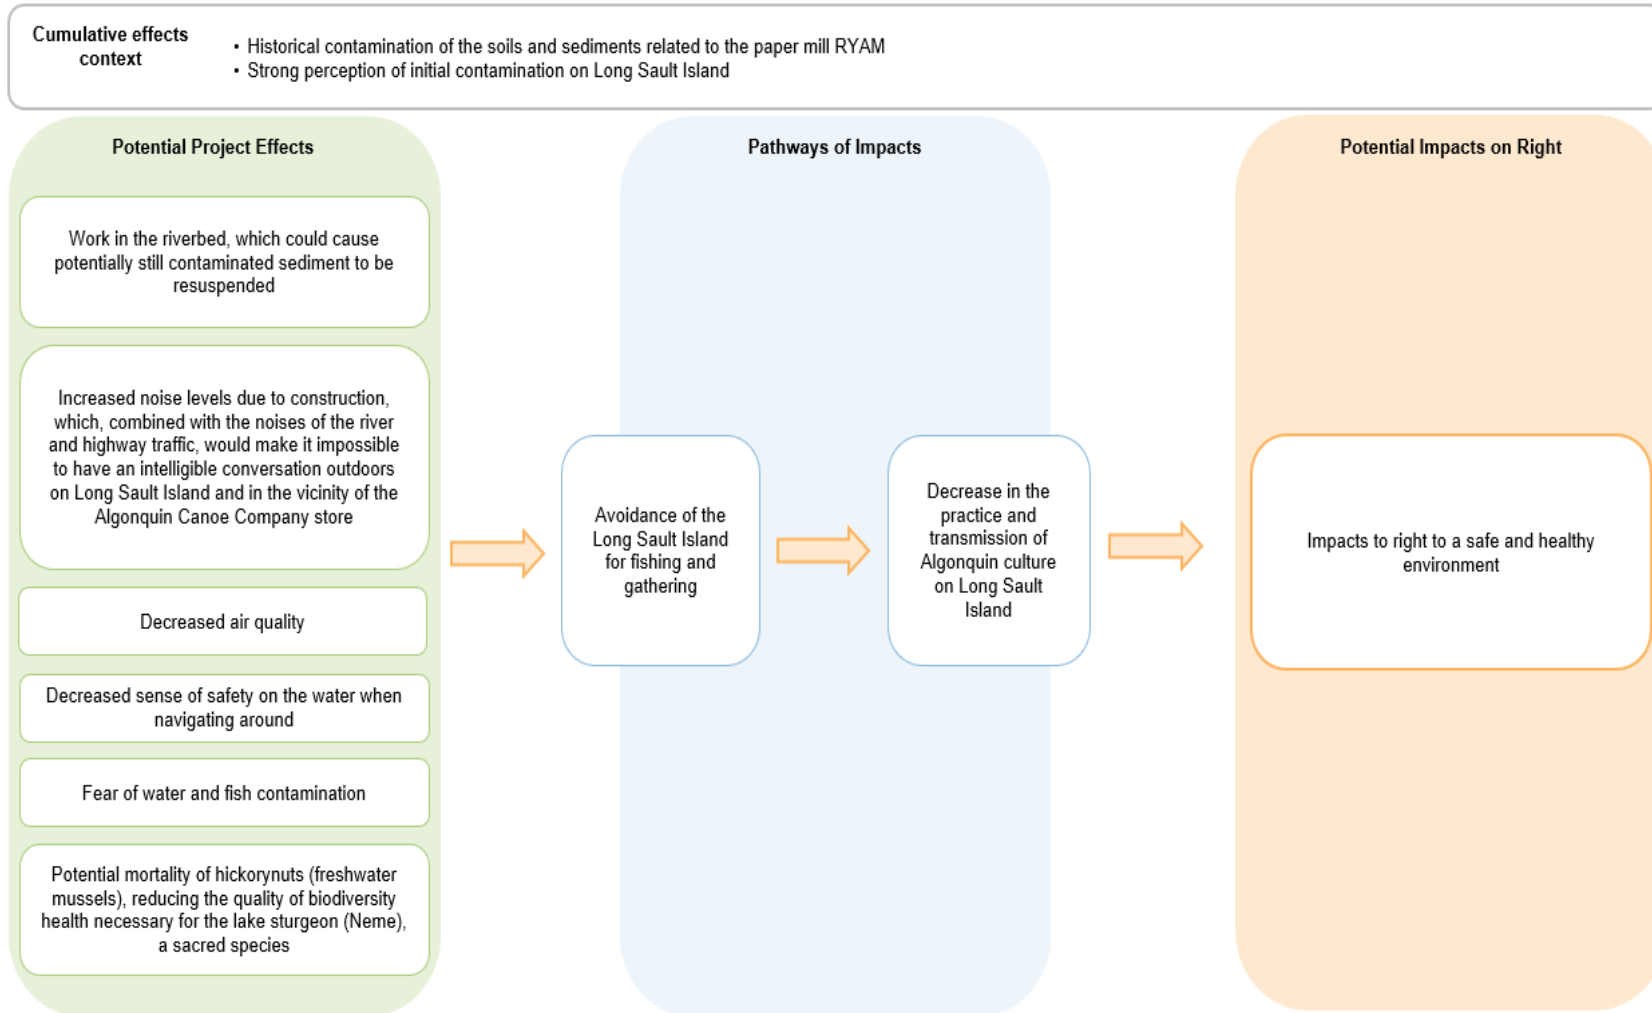 Cumulative effects
context
• Historical contamination of the soils and sediments related to the paper mill RYAM
• Strong perception of initial contamination on Long Sault Island
Potential Project Effects
Work in the riverbed, which could cause
potentially still contaminated sediment to be
resuspended
Increased noise levels due to construction,
which, combined with the noises of the river
and highway traffic, would make it impossible
to have an intelligible conversation outdoors
on Long Sault Island and in the vicinity of the
Algonquin Canoe Company store
Decreased air quality
Decreased sense of safety on the water when
navigating around
Fear of water and fish contamination
Potential mortality of hickorynuts (freshwater
mussels), reducing the quality of biodiversity
health necessary for the lake sturgeon (Neme),
a sacred species
Pathways of Impacts
Avoidance of the
Long Sault Island
for fishing and
gathering
Decrease in the
practice and
transmission of
Algonquin culture
on Long Sault
Island
Potential Impacts on Right
Impacts to right to a safe and healthy
environment